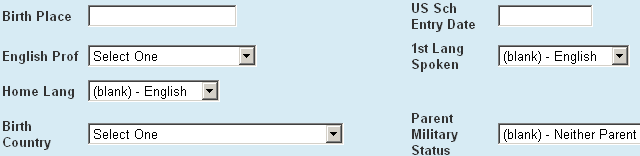 Birth Place
US Sch
Entry Date
English Prof Select One
1st Lang
Spoken
(blank) - English
Home Lang (blank) - English
Birth
Country
Select One
Parent
Military
Status
(blank) - Neither Parent